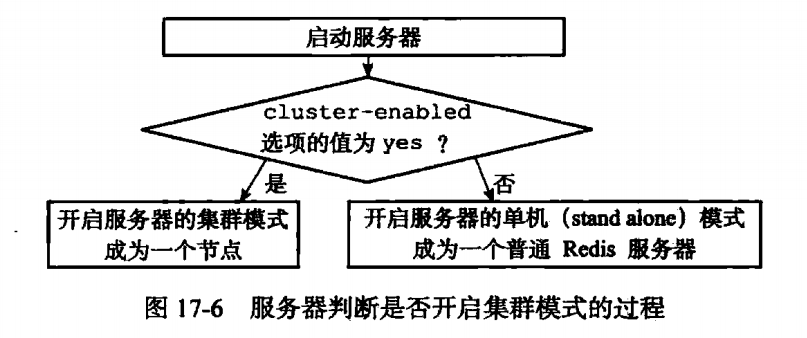 启动服务器
cluster-enabled
选项的值为 yes ?
是
否
开启服务器的集群模式
成为一个节点
开启服务器的单机（stand alone）模式
成为一个普通 Redis 服务器
图 17-6 服务器判断是否开启集群模式的过程